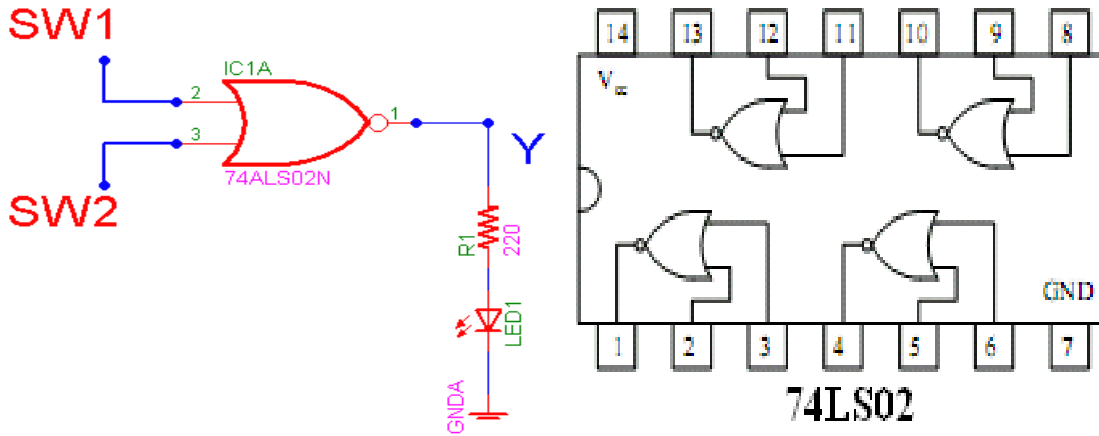 SW1
IC1A
2
3
1
74ALS02N
SW2
Y
R1
220
LED1
GNDA
14 13 12 11 10 9 8
Vcc
GND
1 2 3 4 5 6 7
74LS02